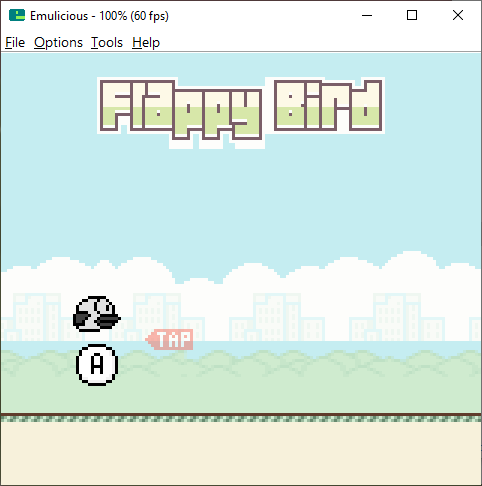 Emulicious - 100% (60 fps)
File Options Tools Help
Flappy Bird
TAP
A